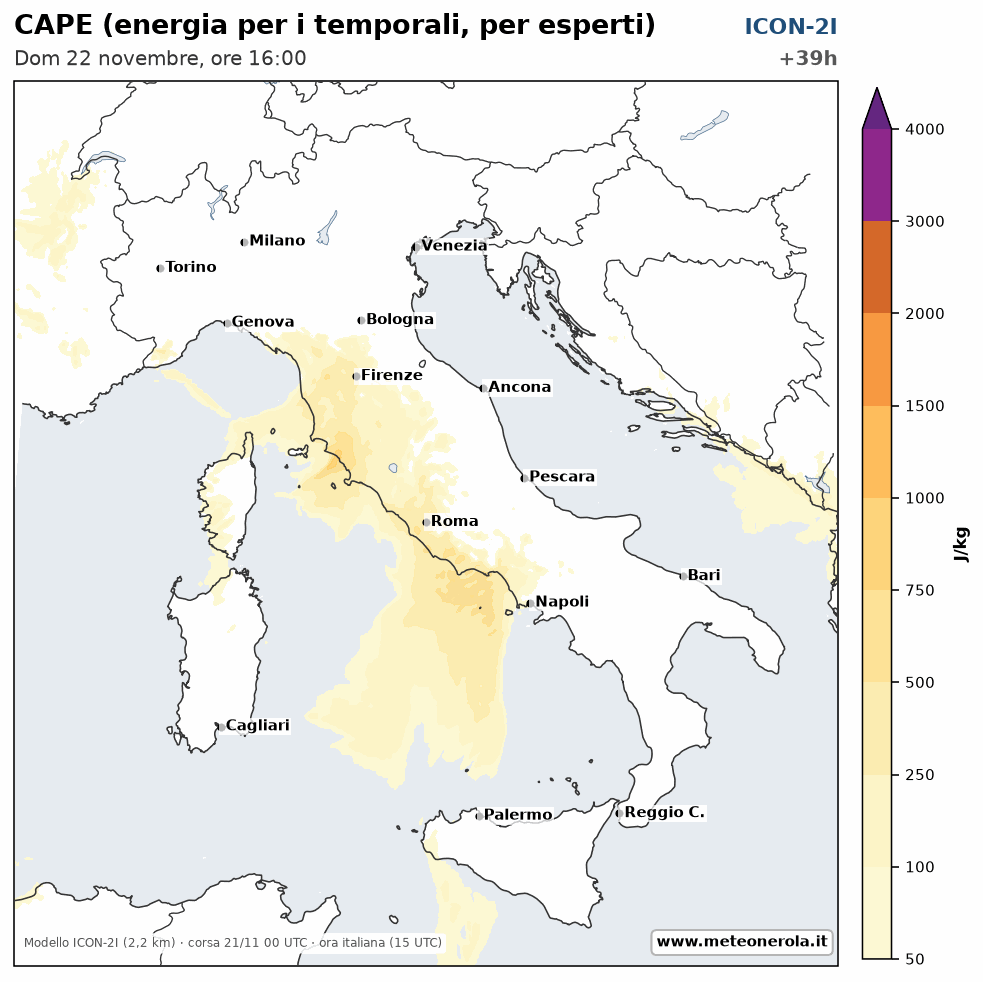 CAPE (energia per i temporali, per esperti)
ICON-2I
Dom 22 novembre, ore 16:00
+39h
4000
3000
2000
1500
1000
750
500
250
100
50
J/kg
Milano
Venezia
Torino
Genova
Bologna
Firenze
Ancona
Pescara
Roma
Bari
Napoli
Cagliari
Palermo
Reggio C.
Modello ICON-2I (2,2 km) · corsa 21/11 00 UTC · ora italiana (15 UTC)
www.meteonerola.it